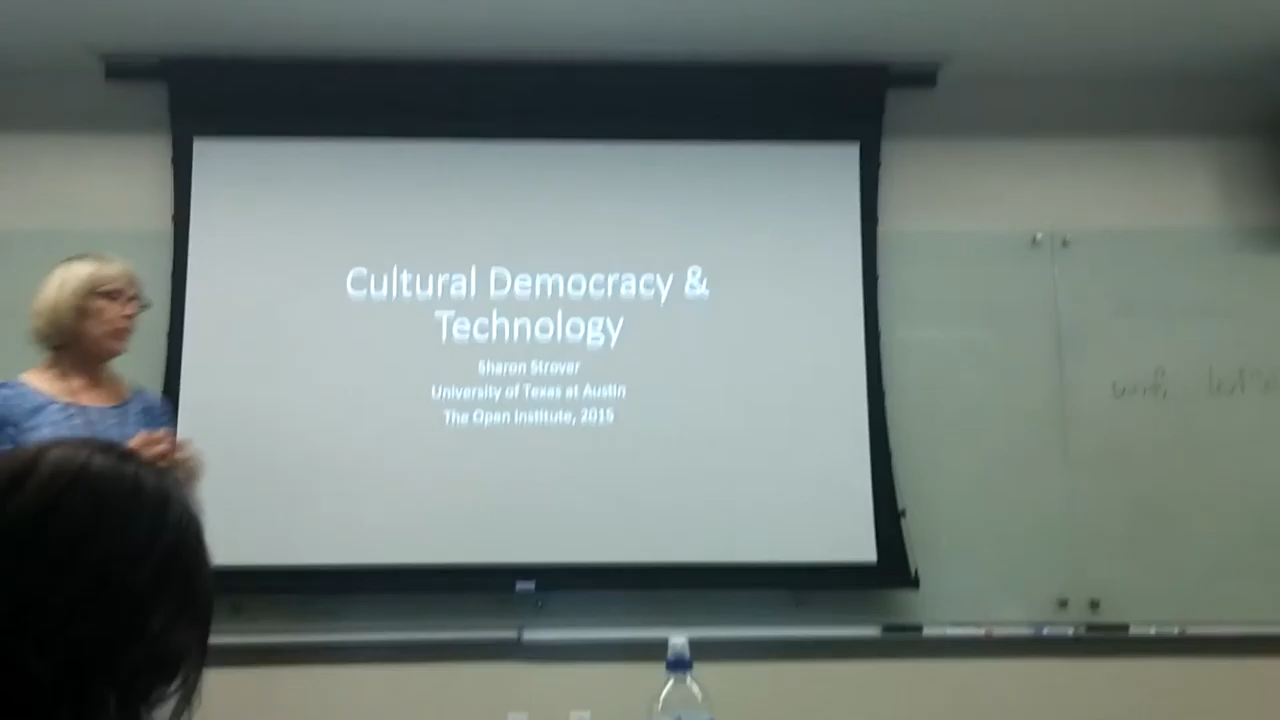 Cultural Democracy &
Technology
Sharon Strover
University of Texas at Austin
The Open Institute, 2015